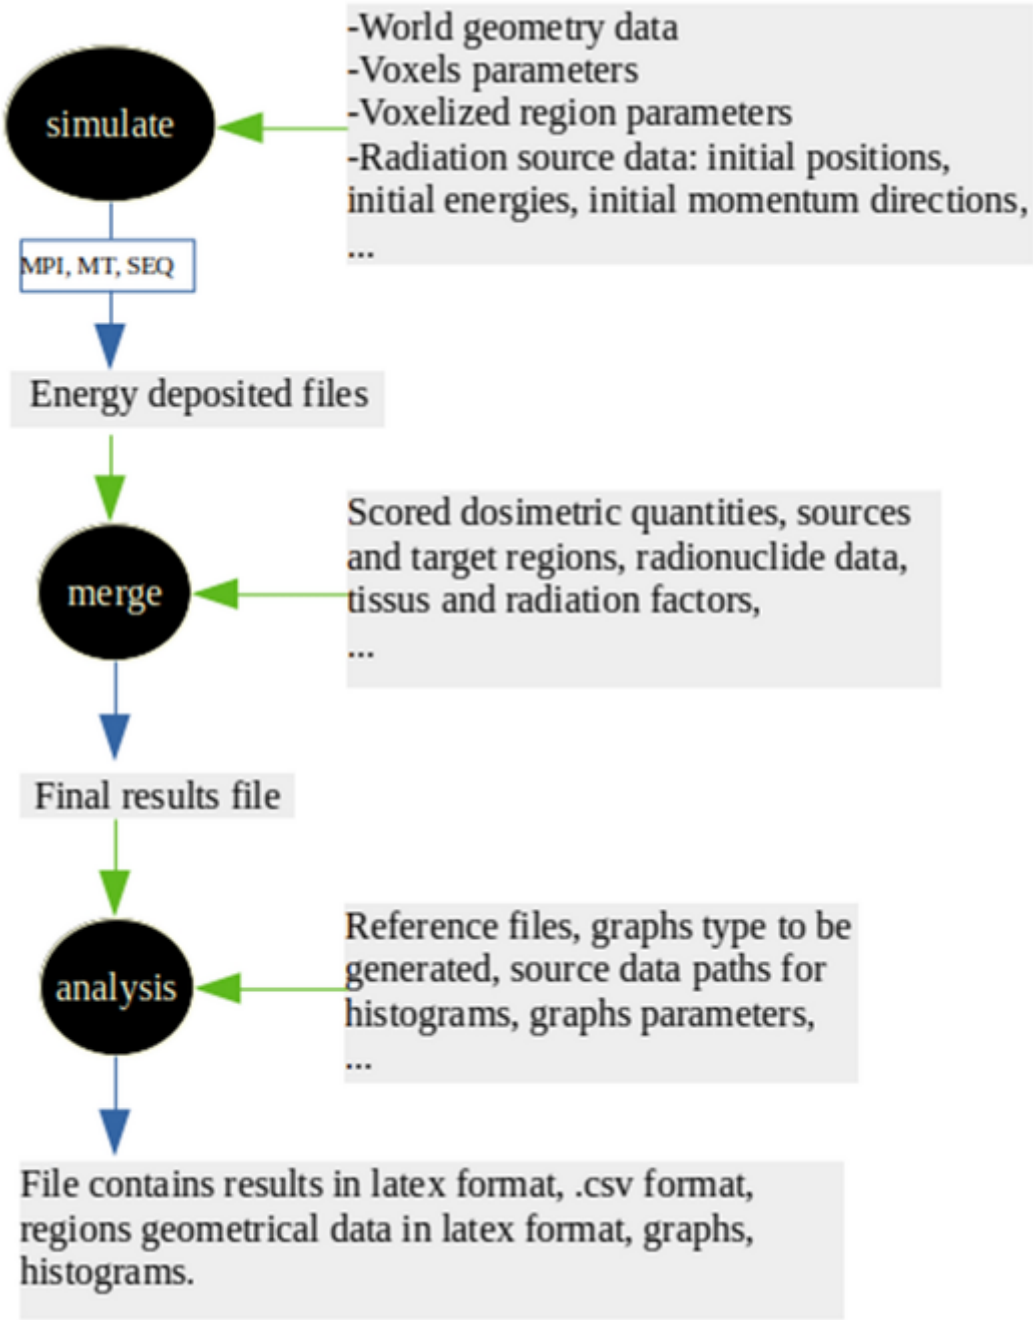 -World geometry data
-Voxels parameters
simulate
-Voxelized region parameters
-Radiation source data: initial positions,
initial energies, initial momentum directions,
...
MPI, MT, SEQ
Energy deposited files
Scored dosimetric quantities, sources
and target regions, radionuclide data,
merge
tissus and radiation factors,
...
Final results file
Reference files, graphs type to be
generated, source data paths for
analysis
histograms, graphs parameters,
...
File contains results in latex format, .csv format,
regions geometrical data in latex format, graphs,
histograms.